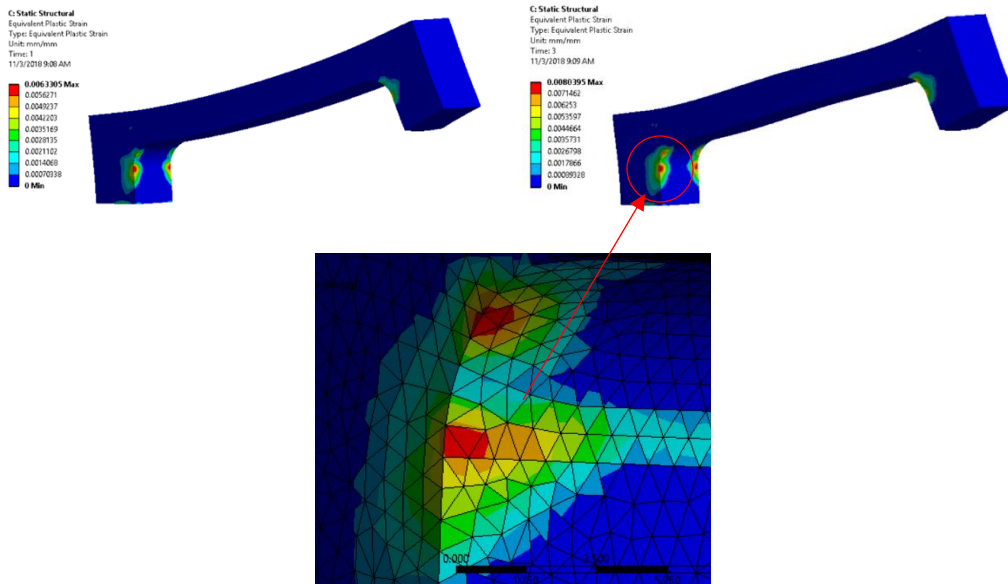 C: Static Structural
Equivalent Plastic Strain
Type: Equivalent Plastic Strain
Unit: mm/mm
Time: 1
11/3/2018 9:08 AM
0.0063305 Max
0.0056271
0.0049237
0.0042203
0.0035169
0.0028135
0.0021102
0.0014068
0.00070338
0 Min
C: Static Structural
Equivalent Plastic Strain
Type: Equivalent Plastic Strain
Unit: mm/mm
Time: 3
11/3/2018 9:09 AM
0.0080395 Max
0.0071462
0.006253
0.0053597
0.0044664
0.0035731
0.0026798
0.0017866
0.00089328
0 Min
0.000